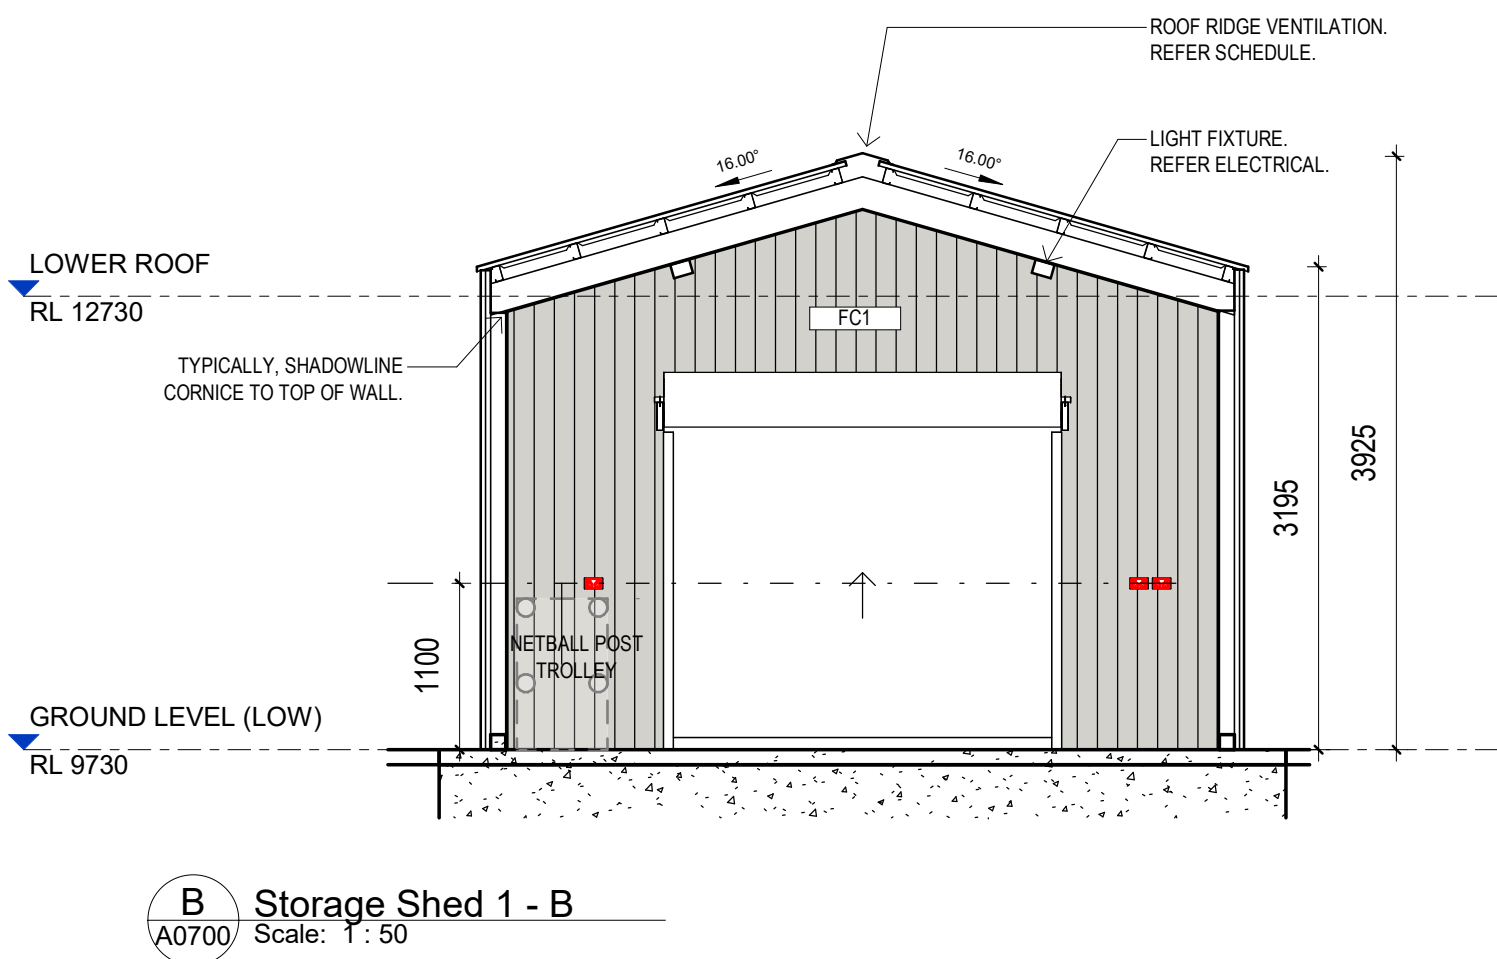 ROOF RIDGE VENTILATION.
REFER SCHEDULE.
LIGHT FIXTURE.
REFER ELECTRICAL.
16.00°
16.00°
LOWER ROOF
RL 12730
FC1
TYPICALLY, SHADOWLINE
CORNICE TO TOP OF WALL.
3925
3195
1100
NETBALL POST
TROLLEY
GROUND LEVEL (LOW)
RL 9730
B
A0700
Storage Shed 1 - B
Scale: 1 : 50